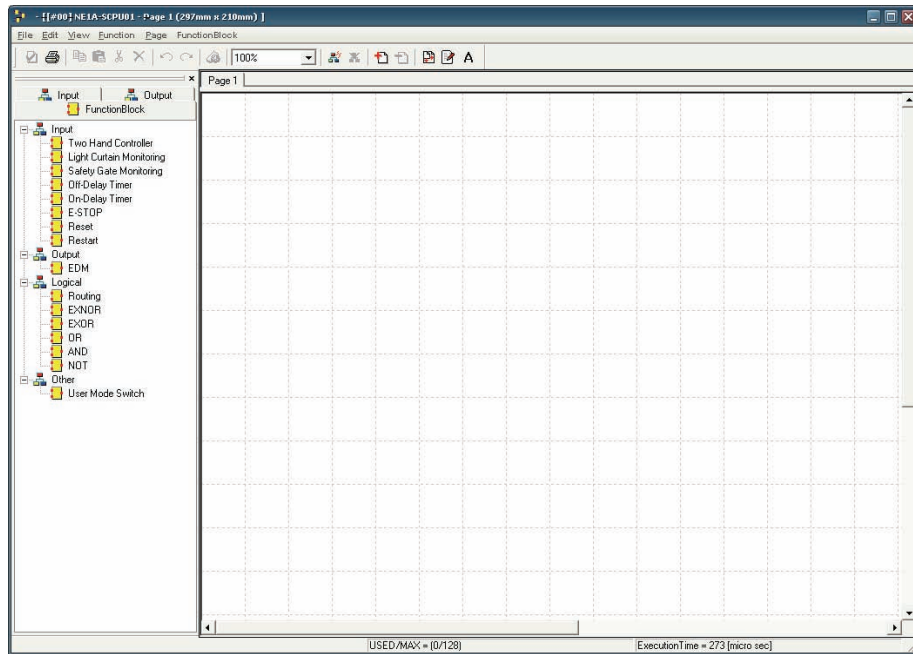 - [[#00] NE1A-SCPU01 - Page 1 (297mm x 210mm) ]
File Edit View Function Page FunctionBlock
100% A
Page 1
Input Output
FunctionBlock
Input
Two Hand Controller
Light Curtain Monitoring
Safety Gate Monitoring
Off-Delay Timer
On-Delay Timer
E-STOP
Reset
Restart
Output
EDM
Logical
Routing
EXNOR
EXOR
OR
AND
NOT
Other
User Mode Switch
USED/MAX = (0/128) ExecutionTime = 273 [micro sec]